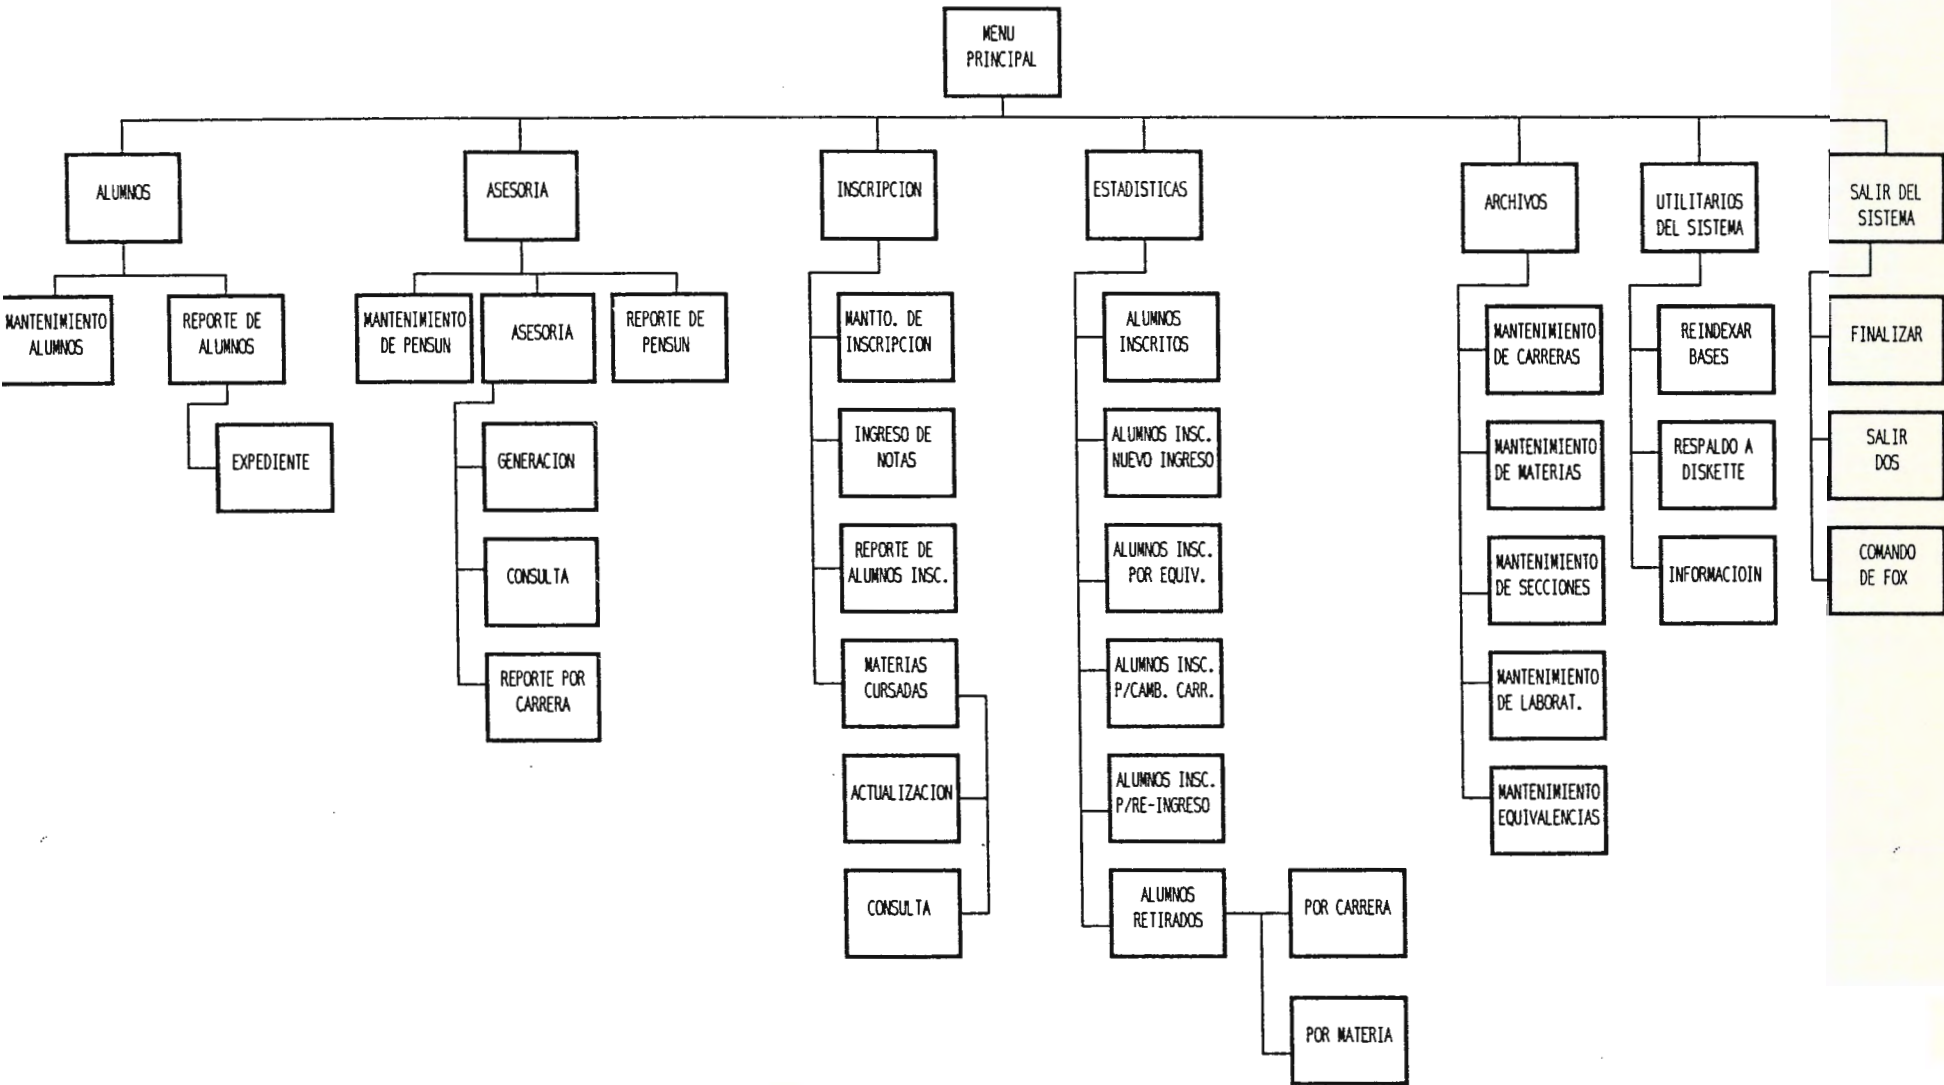 MENU
PRINCIPAL
ALUMNOS
ASESORIA
INSCRIPCION
ESTADISTICAS
ARCHIVOS
UTILITARIOS
DEL SISTEMA
SALIR DEL
SISTEMA
MANTENIMIENTO
ALUMNOS
REPORTE DE
ALUMNOS
EXPEDIENTE
MANTENIMIENTO
DE PENSUN
ASESORIA
REPORTE DE
PENSUN
GENERACION
CONSULTA
REPORTE POR
CARRERA
MANTTO. DE
INSCRIPCION
INGRESO DE
NOTAS
REPORTE DE
ALUMNOS INSC.
MATERIAS
CURSADAS
ACTUALIZACION
CONSULTA
ALUMNOS
INSCRITOS
ALUMNOS INSC.
NUEVO INGRESO
ALUMNOS INSC.
POR EQUIV.
ALUMNOS INSC.
P/CAMB. CARR.
ALUMNOS INSC.
P/RE-INGRESO
ALUMNOS
RETIRADOS
POR CARRERA
POR MATERIA
MANTENIMIENTO
DE CARRERAS
MANTENIMIENTO
DE MATERIAS
MANTENIMIENTO
DE SECCIONES
MANTENIMIENTO
DE LABORAT.
MANTENIMIENTO
EQUIVALENCIAS
REINDEXAR
BASES
RESPALDO A
DISKETTE
INFORMACIOIN
FINALIZAR
SALIR
DOS
COMANDO
DE FOX